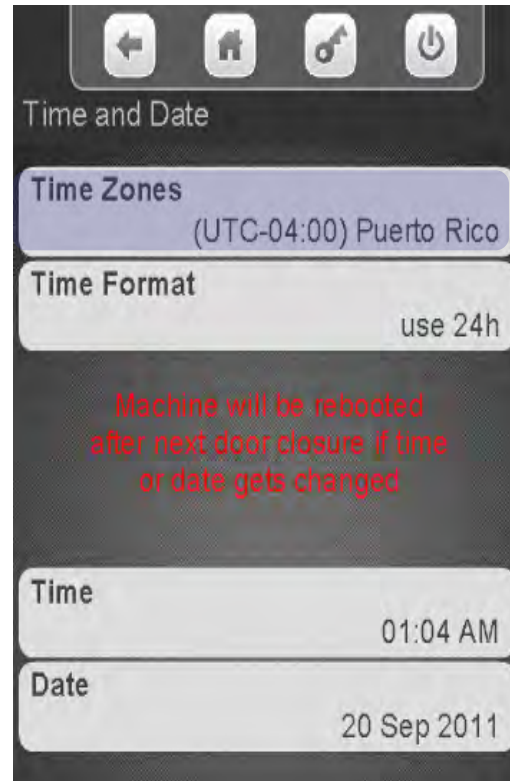 Time and Date
Time Zones
(UTC-04:00) Puerto Rico
Time Format
use 24h
Machine will be rebooted
after next door closure if time
or date gets changed
Time
01:04 AM
Date
20 Sep 2011